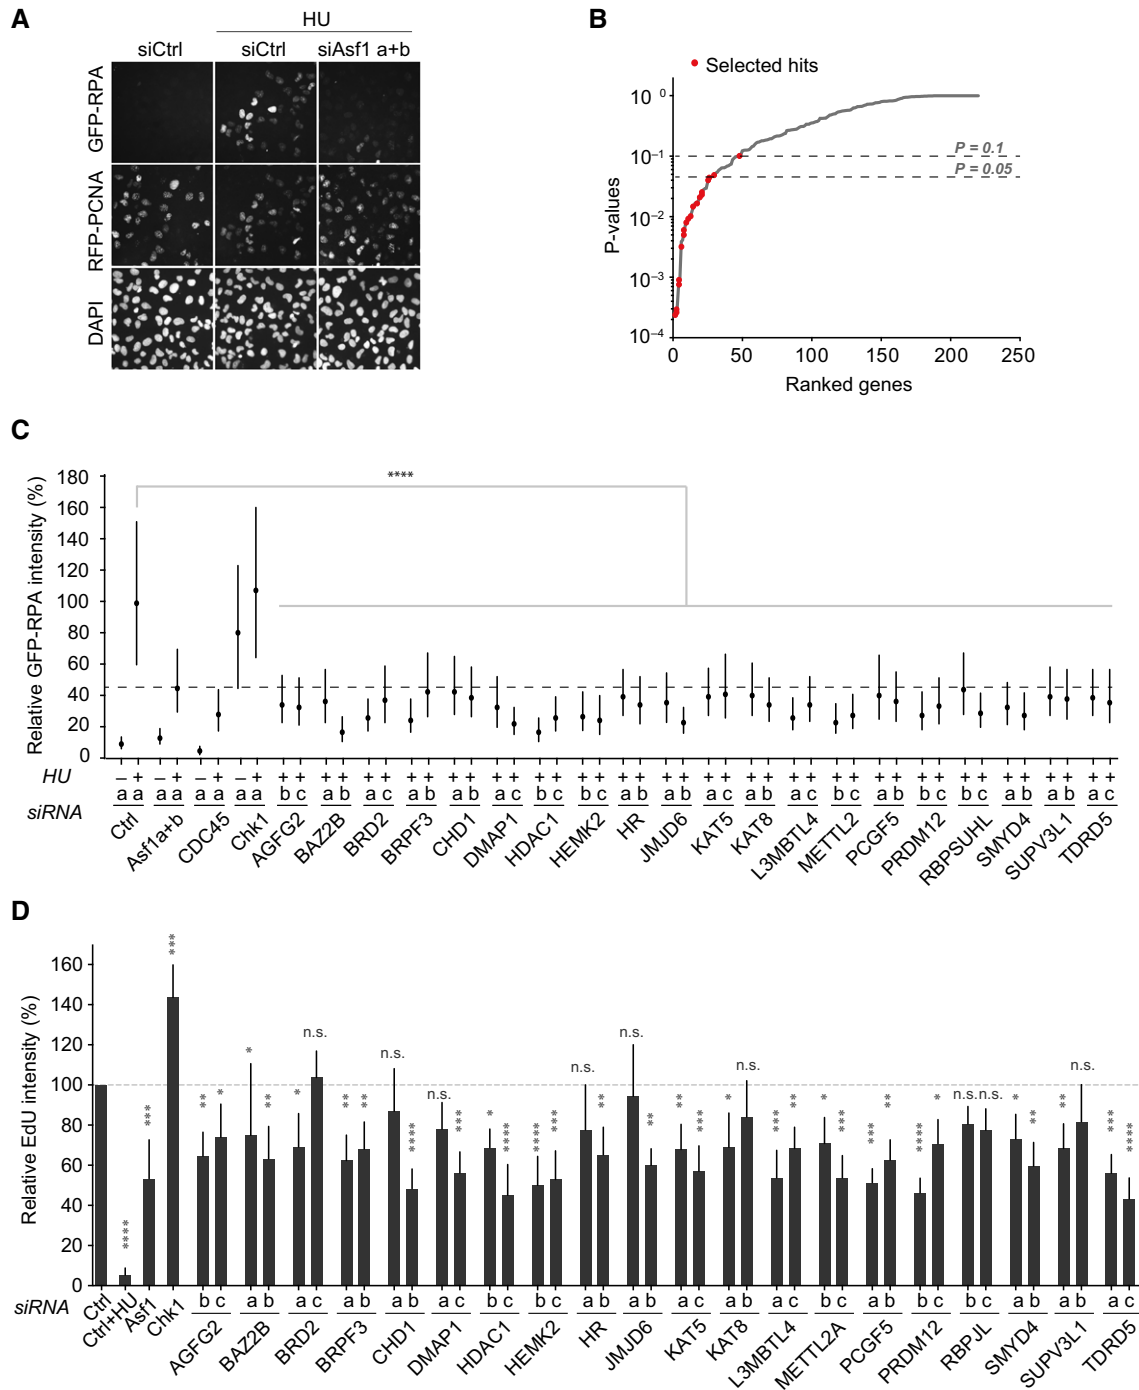 A
HU
siCtrl siCtrl siAsf1 a+b
GFP-RPA
RFP-PCNA
DAPI
B
Selected hits
P-values
10 0
10−1
10−2
10−3
10−4
P = 0.1
P = 0.05
0 50 100 150 200 250
Ranked genes
C
Relative GFP-RPA intensity (%)
180
160
140
120
100
80
60
40
20
0
****
HU − + − + − + − + + + + + + + + + + + + + + + + + + + + + + + + + + + + + + + + + + + + + + + +
siRNA a a a a a a a a b c a b a c a b a b a c b c b c a b a b a c a b a c b c a b b c b c a b a b a c
Ctrl Asf1a+b CDC45 Chk1 AGFG2 BAZ2B BRD2 BRPF3 CHD1 DMAP1 HDAC1 HEMK2 HR JMJD6 KAT5 KAT8 L3MBTL4 METTL2 PCGF5 PRDM12 RBPSUHL SMYD4 SUPV3L1 TDRD5
D
Relative EdU intensity (%)
160
140
120
100
80
60
40
20
0
**** *** *** ** * * ** * n.s. ** ** n.s. **** n.s. *** * **** **** *** n.s. ** n.s. ** ** *** * n.s. *** ** * *** *** ** **** * n.s. n.s. * ** ** n.s. *** ****
siRNA b c a b a c a b a b a c b c b c a b a b a c a b a c b c a b b c b c a b a b a c
Ctrl Ctrl+HU Asf1 Chk1 AGFG2 BAZ2B BRD2 BRPF3 CHD1 DMAP1 HDAC1 HEMK2 HR JMJD6 KAT5 KAT8 L3MBTL4 METTL2A PCGF5 PRDM12 RBPJL SMYD4 SUPV3L1 TDRD5